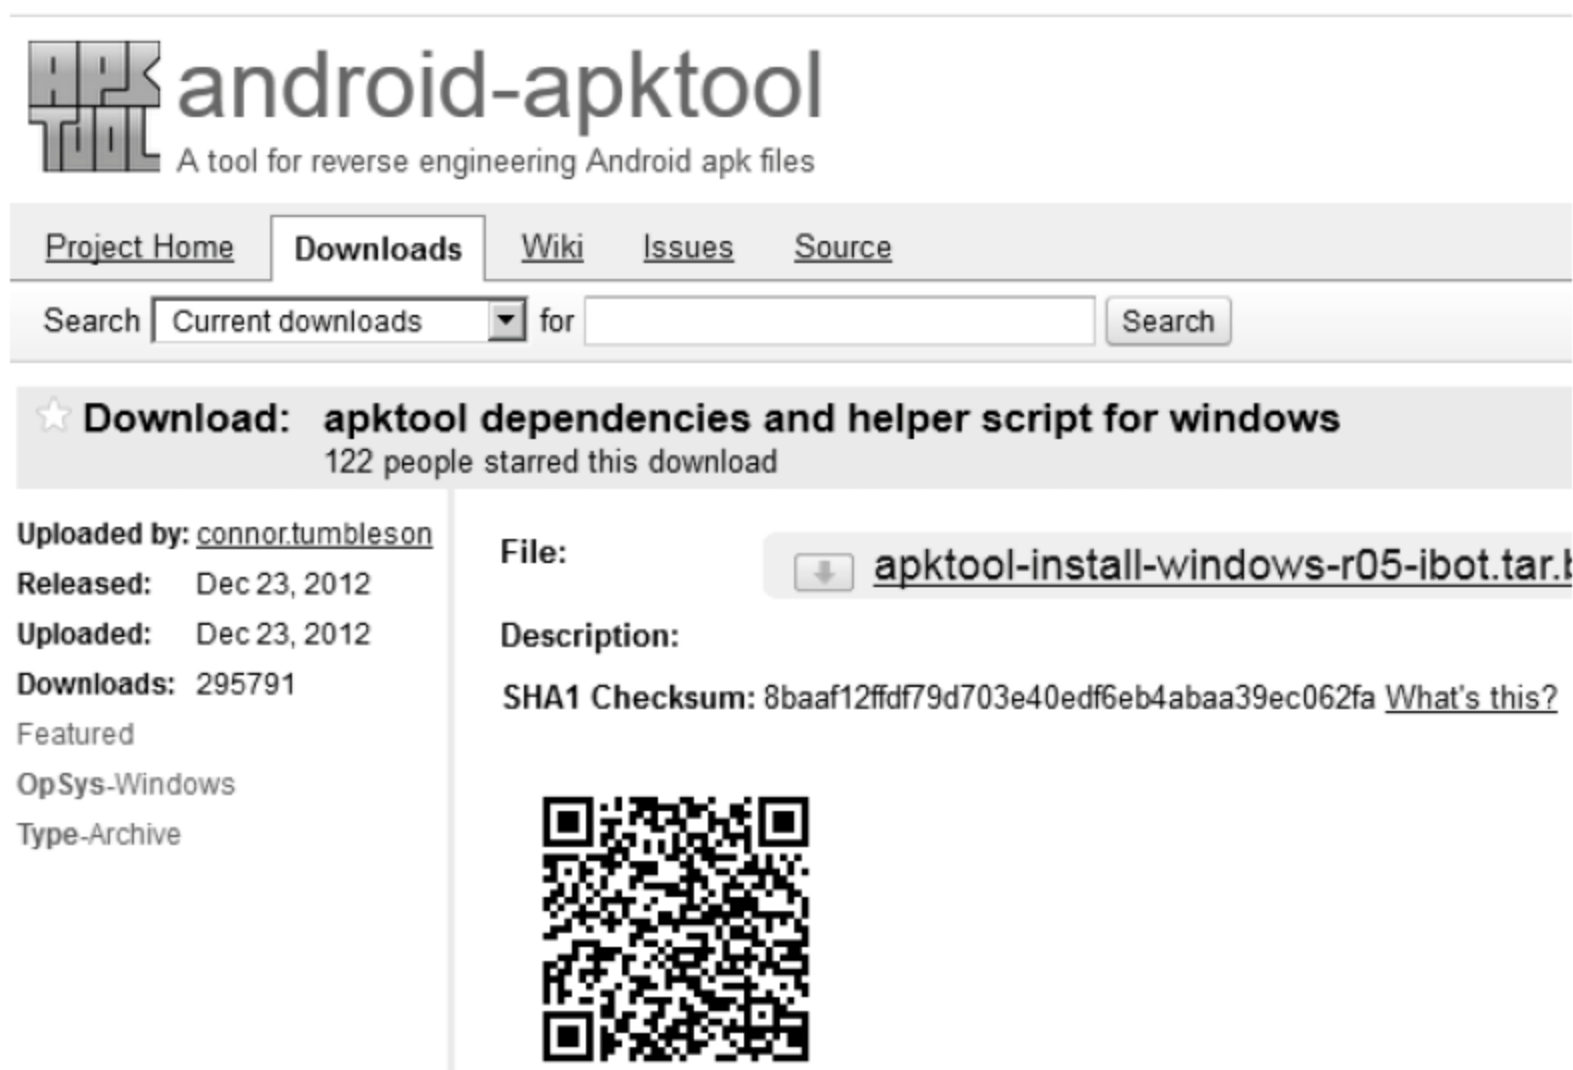 APK
TOOL
android-apktool
A tool for reverse engineering Android apk files
Project Home Downloads Wiki Issues Source
Search Current downloads for Search
Download: apktool dependencies and helper script for windows
122 people starred this download
Uploaded by: connor.tumbleson
Released: Dec 23, 2012
Uploaded: Dec 23, 2012
Downloads: 295791
Featured
OpSys-Windows
Type-Archive
File: apktool-install-windows-r05-ibot.tar.b
Description:
SHA1 Checksum: 8baaf12ffdf79d703e40edf6eb4abaa39ec062fa What's this?